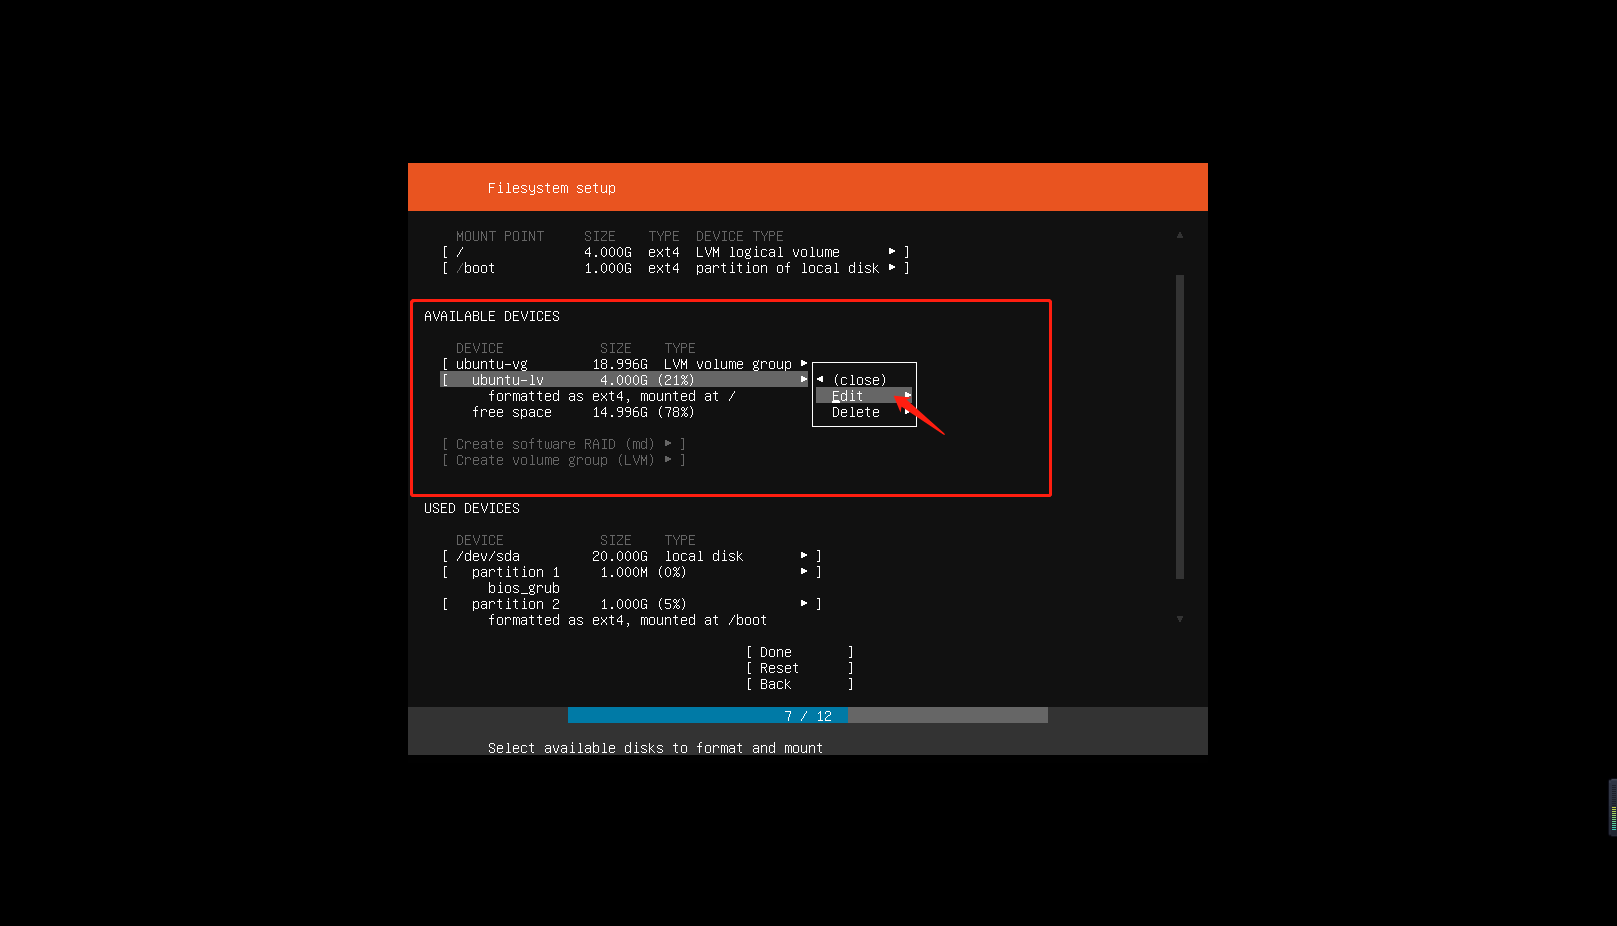 Filesystem setup
MOUNT POINT     SIZE    TYPE  DEVICE TYPE
[ /               4.000G  ext4  LVM logical volume      ▸ ]
[ /boot           1.000G  ext4  partition of local disk ▸ ]
AVAILABLE DEVICES
DEVICE            SIZE    TYPE
[ ubuntu-vg        18.996G  LVM volume group ▸
[   ubuntu-lv       4.000G (21%)             ▸
◂ (close)
formatted as ext4, mounted at /
Edit ▸
free space     14.996G (78%)
Delete ▸
[ Create software RAID (md) ▸ ]
[ Create volume group (LVM) ▸ ]
USED DEVICES
DEVICE            SIZE    TYPE
[ /dev/sda         20.000G  local disk       ▸ ]
[   partition 1     1.000M (0%)              ▸ ]
bios_grub
[   partition 2     1.000G (5%)              ▸ ]
formatted as ext4, mounted at /boot
[ Done       ]
[ Reset      ]
[ Back       ]
7 / 12
Select available disks to format and mount